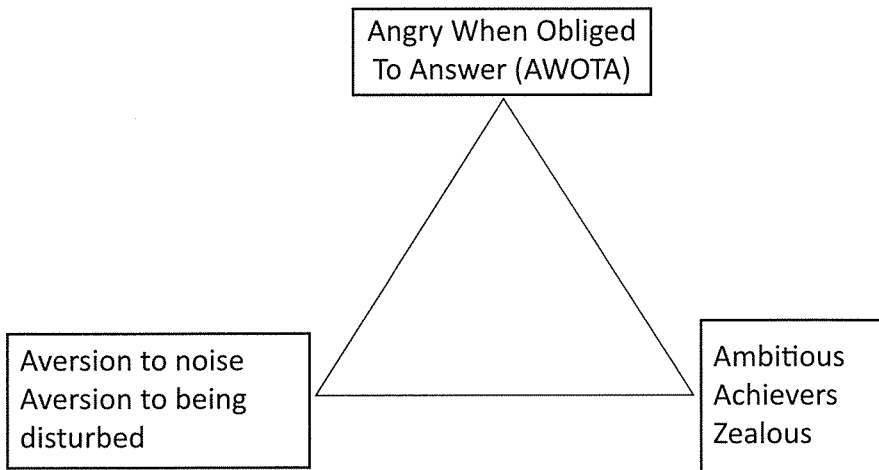 Angry When Obliged
To Answer (AWOTA)
Aversion to noise
Aversion to being
disturbed
Ambitious
Achievers
Zealous